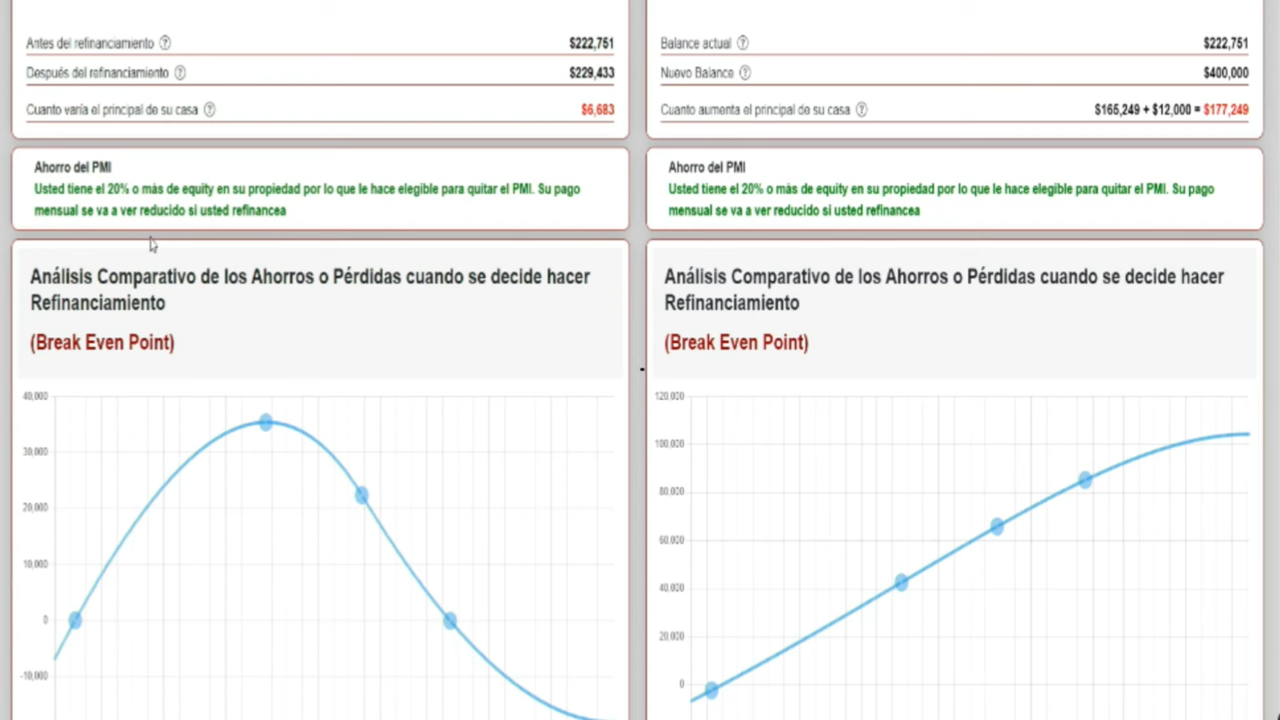 Antes del refinanciamiento ? $222,751
Después del refinanciamiento ? $229,433
Cuanto varía el principal de su casa ? $6,683
Ahorro del PMI
Usted tiene el 20% o más de equity en su propiedad por lo que le hace elegible para quitar el PMI. Su pago
mensual se va a ver reducido si usted refinancea
Análisis Comparativo de los Ahorros o Pérdidas cuando se decide hacer
Refinanciamiento
(Break Even Point)
40,000
30,000
20,000
10,000
0
-10,000
Balance actual ? $222,751
Nuevo Balance ? $400,000
Cuanto aumenta el principal de su casa ? $165,249 + $12,000 = $177,249
Ahorro del PMI
Usted tiene el 20% o más de equity en su propiedad por lo que le hace elegible para quitar el PMI. Su pago
mensual se va a ver reducido si usted refinancea
Análisis Comparativo de los Ahorros o Pérdidas cuando se decide hacer
Refinanciamiento
(Break Even Point)
120,000
100,000
80,000
60,000
40,000
20,000
0